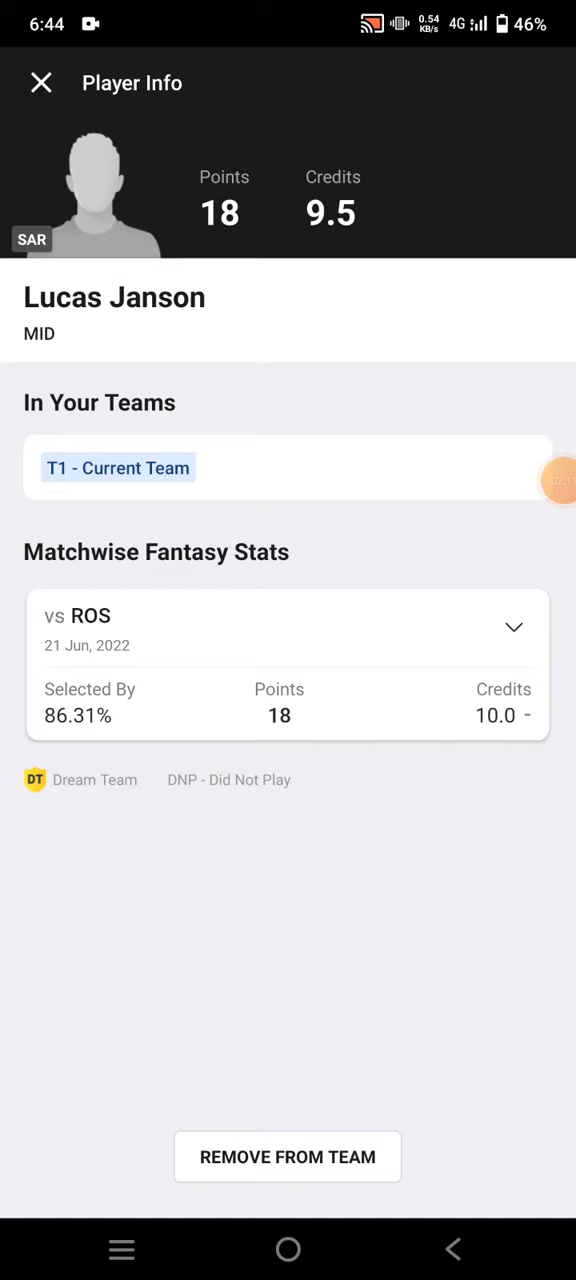 6:44
0.54
KB/s
4G
46%
Player Info
Points
Credits
18
9.5
SAR
Lucas Janson
MID
In Your Teams
T1 - Current Team
02:11
Matchwise Fantasy Stats
vs ROS
21 Jun, 2022
Selected By
Points
Credits
86.31%
18
10.0 -
DT Dream Team
DNP - Did Not Play
REMOVE FROM TEAM